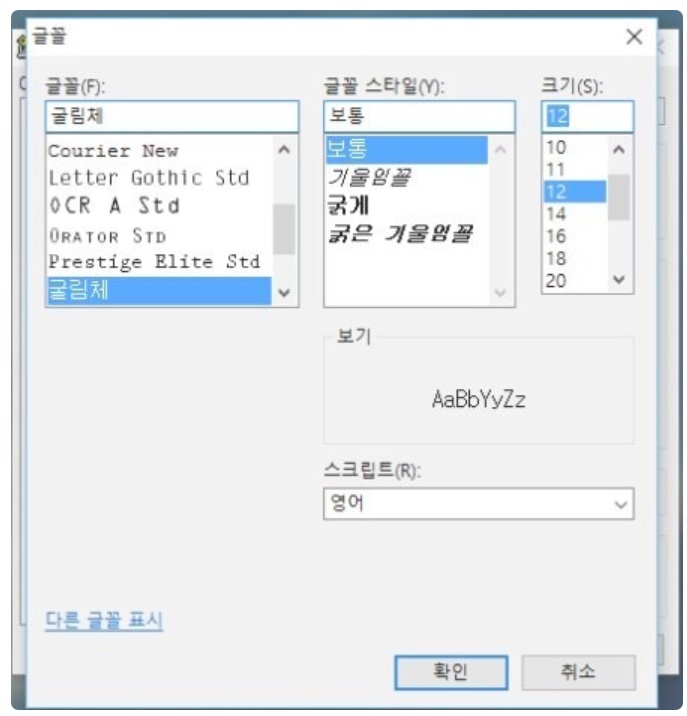 글꼴
글꼴(F):
굴림체
Courier New
Letter Gothic Std
OCR A Std
Orator Std
Prestige Elite Std
굴림체
글꼴 스타일(Y):
보통
보통
기울임꼴
굵게
굵은 기울임꼴
크기(S):
12
10
11
12
14
16
18
20
보기
AaBbYyZz
스크립트(R):
영어
다른 글꼴 표시
확인
취소